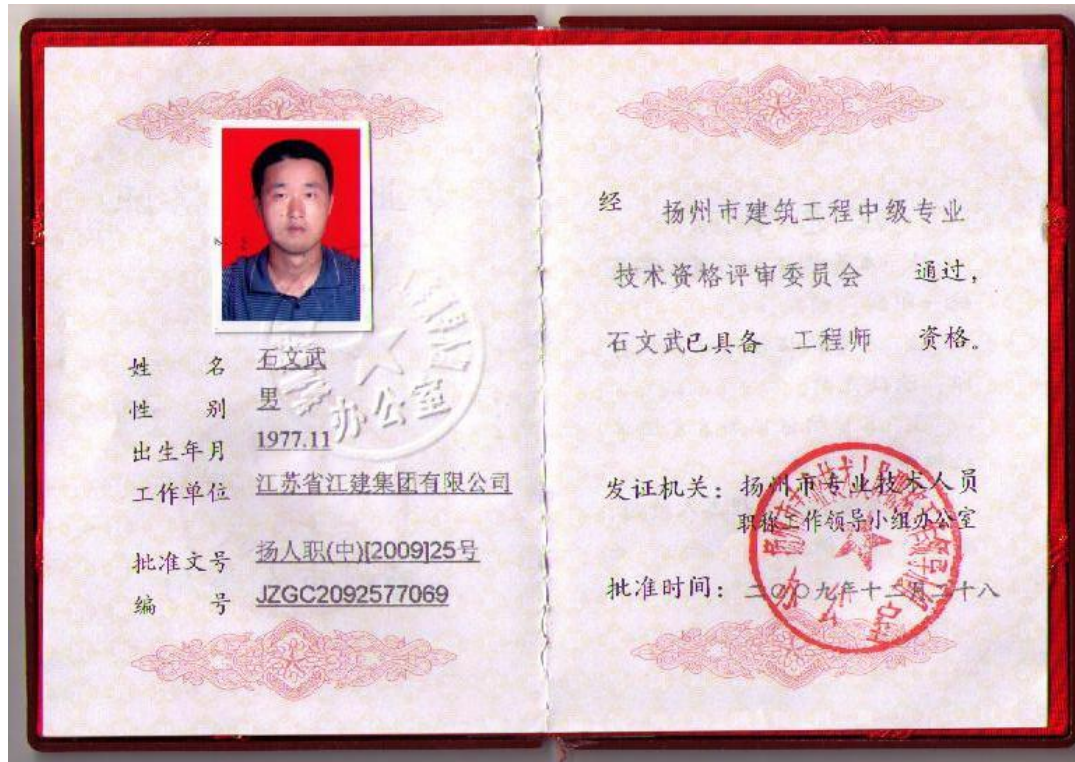 姓 名 石文武
性 别 男
出生年月 1977.11
工作单位 江苏省江建集团有限公司
批准文号 扬人职(中)[2009]25号
编 号 JZGC2092577069
办公室
经 扬州市建筑工程中级专业
技术资格评审委员会 通过，
石文武已具备 工程师 资格。
发证机关：扬州市专业技术人员
职称工作领导小组办公室
批准时间：二〇〇九年十二月二十八